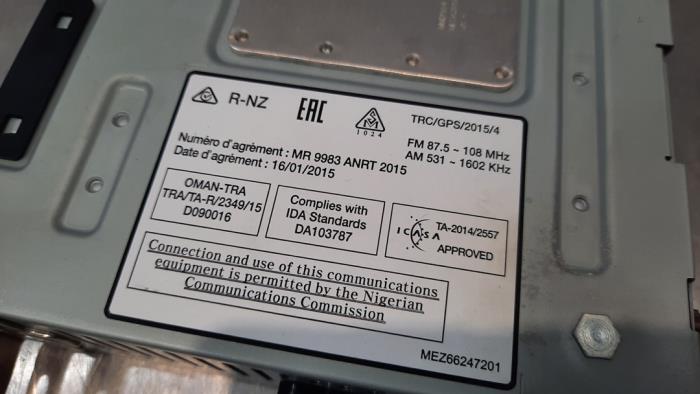 R-NZ
EAC
1024
TRC/GPS/2015/4
Numéro d'agrément : MR 9983 ANRT 2015
Date d'agrément : 16/01/2015
FM 87.5 ~ 108 MHz
AM 531 ~ 1602 KHz
OMAN-TRA
TRA/TA-R/2349/15
D090016
Complies with
IDA Standards
DA103787
ICASA
TA-2014/2557
APPROVED
Connection and use of this communications
equipment is permitted by the Nigerian
Communications Commission
MEZ66247201